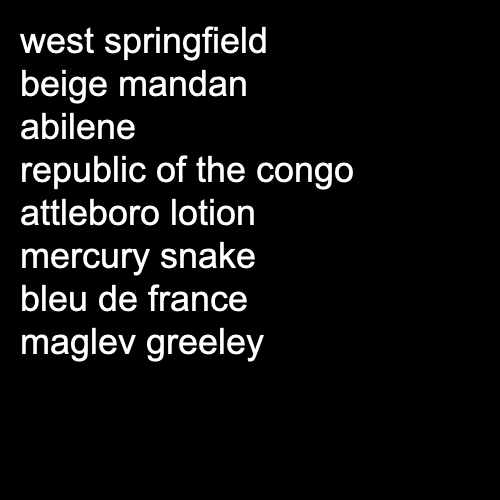 west springfield
beige mandan
abilene
republic of the congo
attleboro lotion
mercury snake
bleu de france
maglev greeley